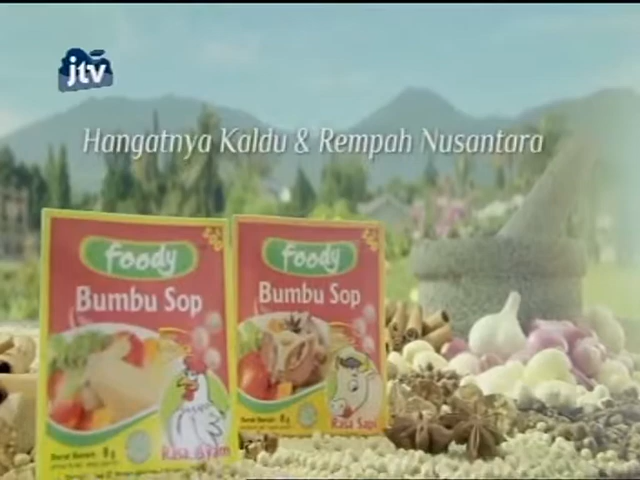 jtv
Hangatnya Kaldu & Rempah Nusantara
foody
Bumbu Sop
Rasa Ayam
foody
Bumbu Sop
Rasa Sapi